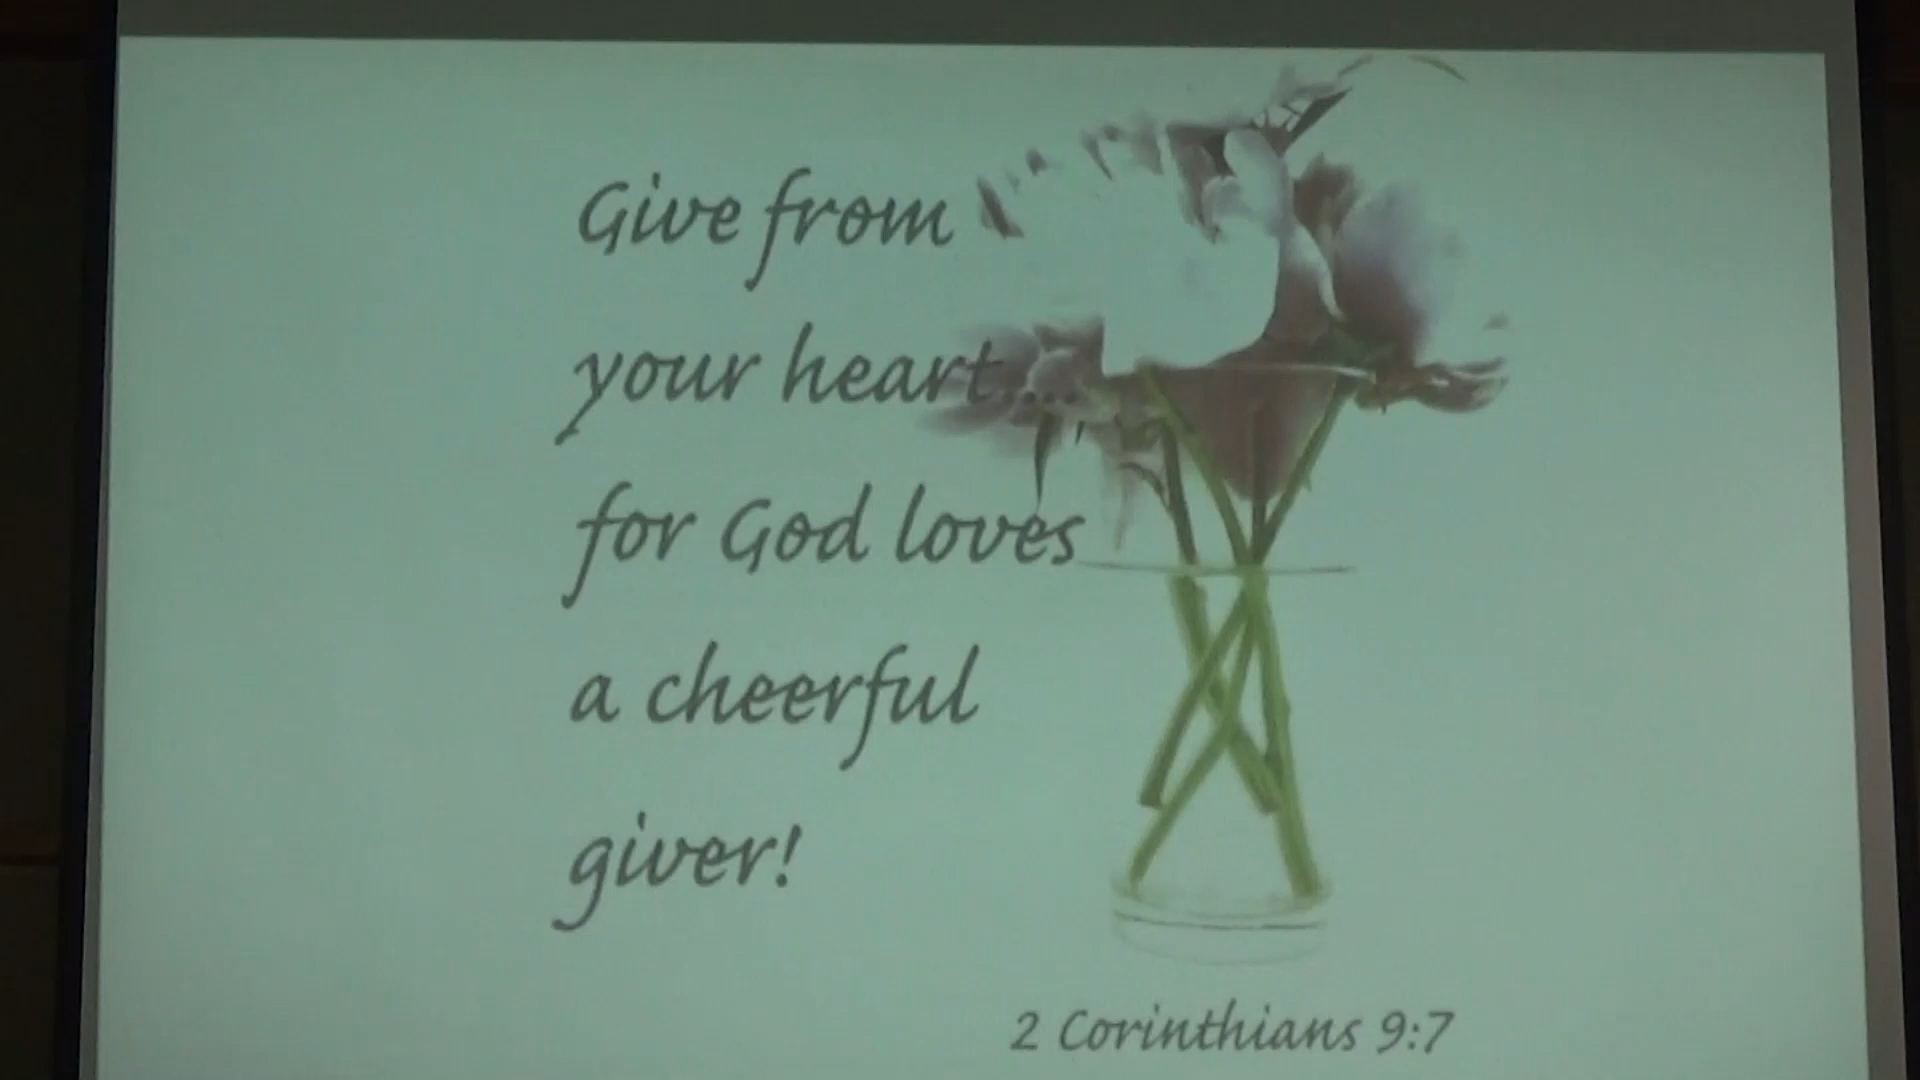 Give from
your heart....
for God loves
a cheerful
giver!
2 Corinthians 9:7